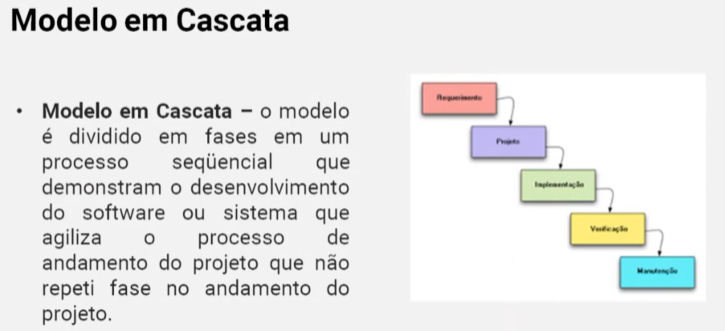 Modelo em Cascata
• Modelo em Cascata – o modelo
é dividido em fases em um
processo seqüencial que
demonstram o desenvolvimento
do software ou sistema que
agiliza o processo de
andamento do projeto que não
repeti fase no andamento do
projeto.
Requerimento
Projeto
Implementação
Verificação
Manutenção